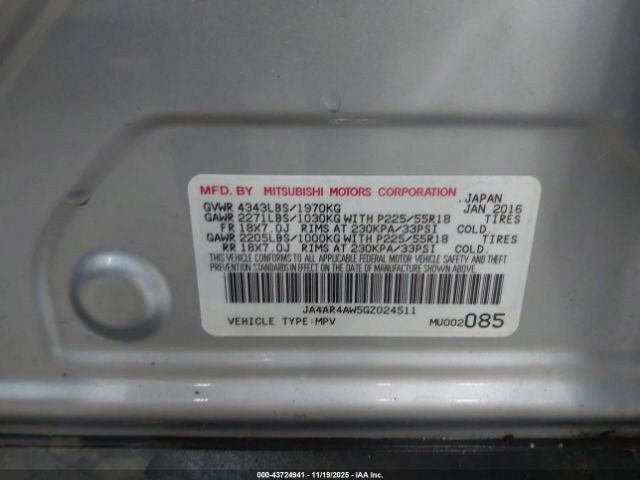 MFD. BY MITSUBISHI MOTORS CORPORATION JAPAN
GVWR 4343LBS/1970KG JAN 2016
GAWR 2271LBS/1030KG WITH P225/55R18 TIRES
FR 18X7.0J RIMS AT 230KPA/33PSI COLD.
GAWR 2205LBS/1000KG WITH P225/55R18 TIRES
RR 18X7.0J RIMS AT 230KPA/33PSI COLD.
THIS VEHICLE CONFORMS TO ALL APPLICABLE FEDERAL MOTOR VEHICLE SAFETY AND THEFT PREVENTION
STANDARDS IN EFFECT ON THE DATE OF MANUFACTURE SHOWN ABOVE.
JA4AR4AW5GZ024511
VEHICLE TYPE:MPV MU002085
000-43724941 - 11/19/2025 - IAA Inc.